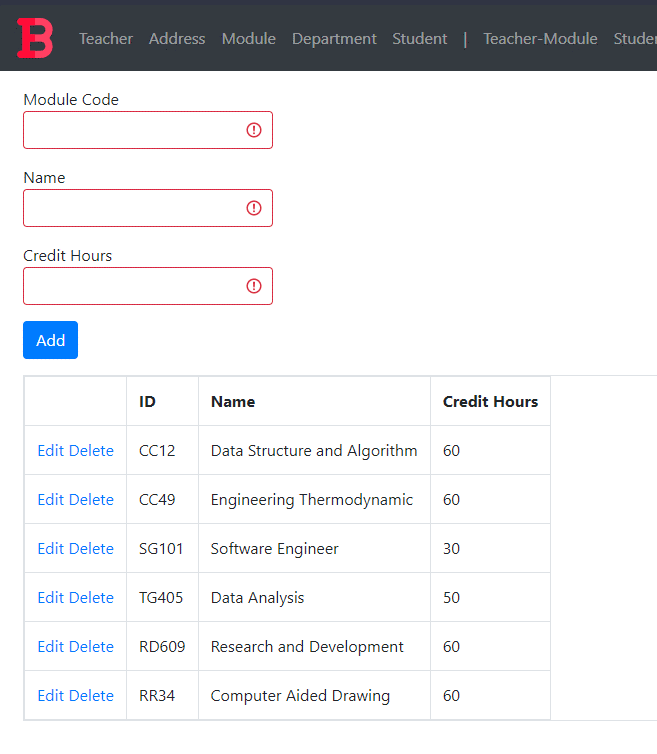 B Teacher Address Module Department Student | Teacher-Module
Module Code
Name
Credit Hours
Add
ID Name Credit Hours
Edit Delete CC12 Data Structure and Algorithm 60
Edit Delete CC49 Engineering Thermodynamic 60
Edit Delete SG101 Software Engineer 30
Edit Delete TG405 Data Analysis 50
Edit Delete RD609 Research and Development 60
Edit Delete RR34 Computer Aided Drawing 60